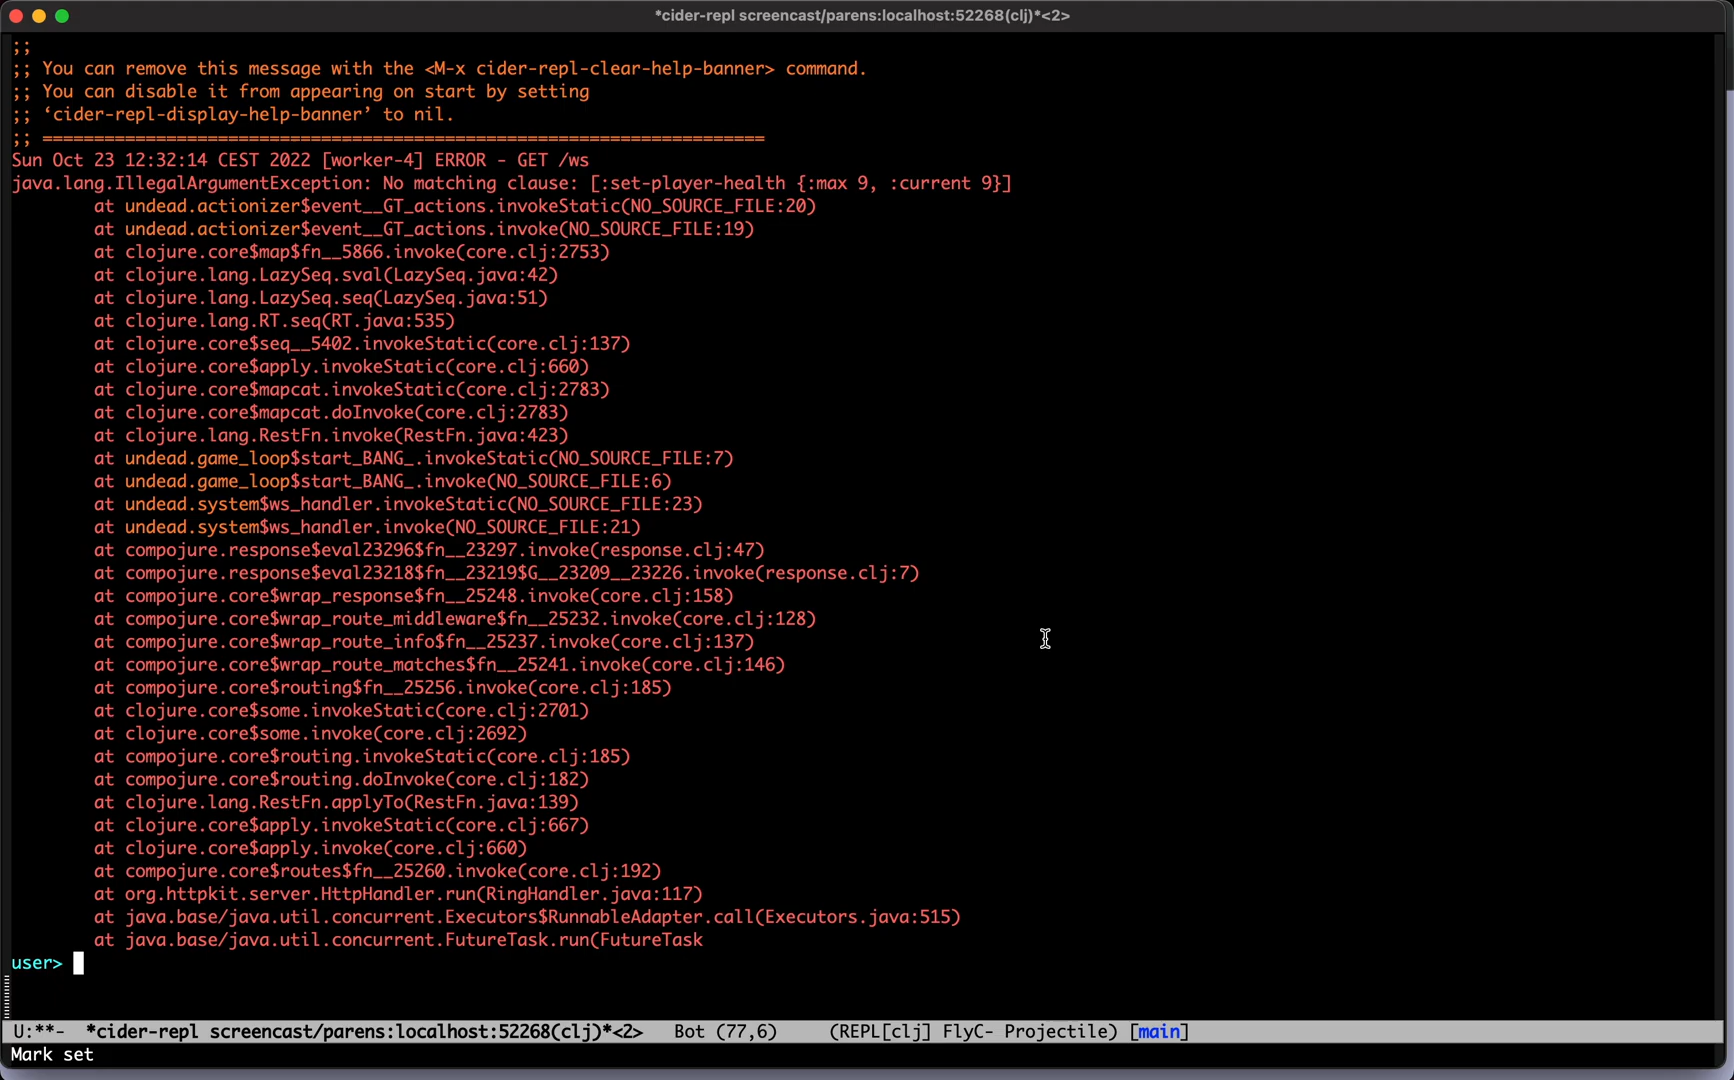 *cider-repl screencast/parens:localhost:52268(clj)*<2>
;;
;; You can remove this message with the <M-x cider-repl-clear-help-banner> command.
;; You can disable it from appearing on start by setting
;; ‘cider-repl-display-help-banner’ to nil.
;; ======================================================================
Sun Oct 23 12:32:14 CEST 2022 [worker-4] ERROR - GET /ws
java.lang.IllegalArgumentException: No matching clause: [:set-player-health {:max 9, :current 9}]
        at undead.actionizer$event__GT_actions.invokeStatic(NO_SOURCE_FILE:20)
        at undead.actionizer$event__GT_actions.invoke(NO_SOURCE_FILE:19)
        at clojure.core$map$fn__5866.invoke(core.clj:2753)
        at clojure.lang.LazySeq.sval(LazySeq.java:42)
        at clojure.lang.LazySeq.seq(LazySeq.java:51)
        at clojure.lang.RT.seq(RT.java:535)
        at clojure.core$seq__5402.invokeStatic(core.clj:137)
        at clojure.core$apply.invokeStatic(core.clj:660)
        at clojure.core$mapcat.invokeStatic(core.clj:2783)
        at clojure.core$mapcat.doInvoke(core.clj:2783)
        at clojure.lang.RestFn.invoke(RestFn.java:423)
        at undead.game_loop$start_BANG_.invokeStatic(NO_SOURCE_FILE:7)
        at undead.game_loop$start_BANG_.invoke(NO_SOURCE_FILE:6)
        at undead.system$ws_handler.invokeStatic(NO_SOURCE_FILE:23)
        at undead.system$ws_handler.invoke(NO_SOURCE_FILE:21)
        at compojure.response$eval23296$fn__23297.invoke(response.clj:47)
        at compojure.response$eval23218$fn__23219$G__23209__23226.invoke(response.clj:7)
        at compojure.core$wrap_response$fn__25248.invoke(core.clj:158)
        at compojure.core$wrap_route_middleware$fn__25232.invoke(core.clj:128)
        at compojure.core$wrap_route_info$fn__25237.invoke(core.clj:137)
        at compojure.core$wrap_route_matches$fn__25241.invoke(core.clj:146)
        at compojure.core$routing$fn__25256.invoke(core.clj:185)
        at clojure.core$some.invokeStatic(core.clj:2701)
        at clojure.core$some.invoke(core.clj:2692)
        at compojure.core$routing.invokeStatic(core.clj:185)
        at compojure.core$routing.doInvoke(core.clj:182)
        at clojure.lang.RestFn.applyTo(RestFn.java:139)
        at clojure.core$apply.invokeStatic(core.clj:667)
        at clojure.core$apply.invoke(core.clj:660)
        at compojure.core$routes$fn__25260.invoke(core.clj:192)
        at org.httpkit.server.HttpHandler.run(RingHandler.java:117)
        at java.base/java.util.concurrent.Executors$RunnableAdapter.call(Executors.java:515)
        at java.base/java.util.concurrent.FutureTask.run(FutureTask
user>
U:**-  *cider-repl screencast/parens:localhost:52268(clj)*<2>   Bot (77,6)     (REPL[clj] FlyC- Projectile) [main]
Mark set